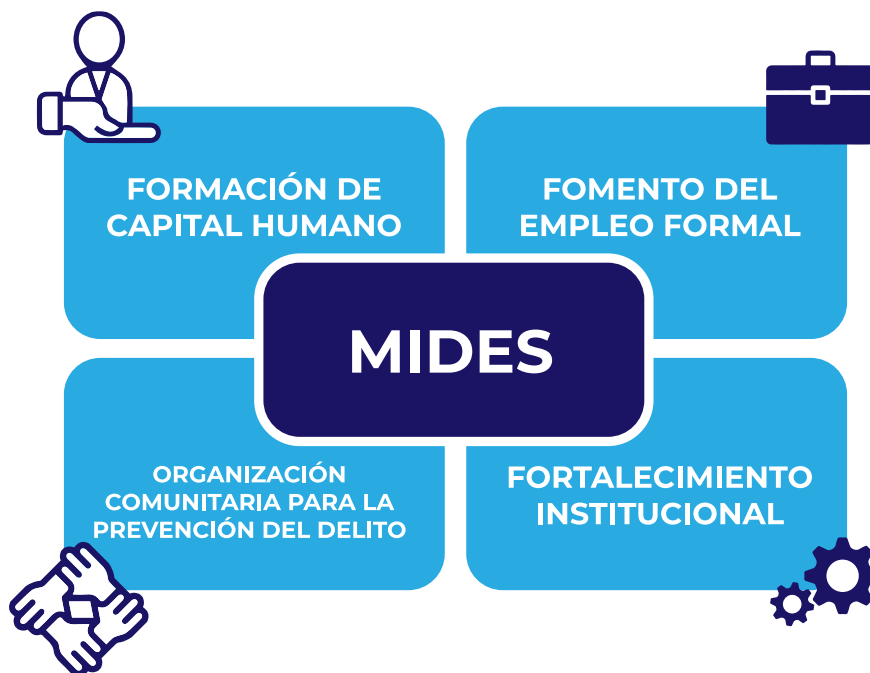 FORMACIÓN DE
CAPITAL HUMANO
FOMENTO DEL
EMPLEO FORMAL
MIDES
ORGANIZACIÓN
COMUNITARIA PARA LA
PREVENCIÓN DEL DELITO
FORTALECIMIENTO
INSTITUCIONAL